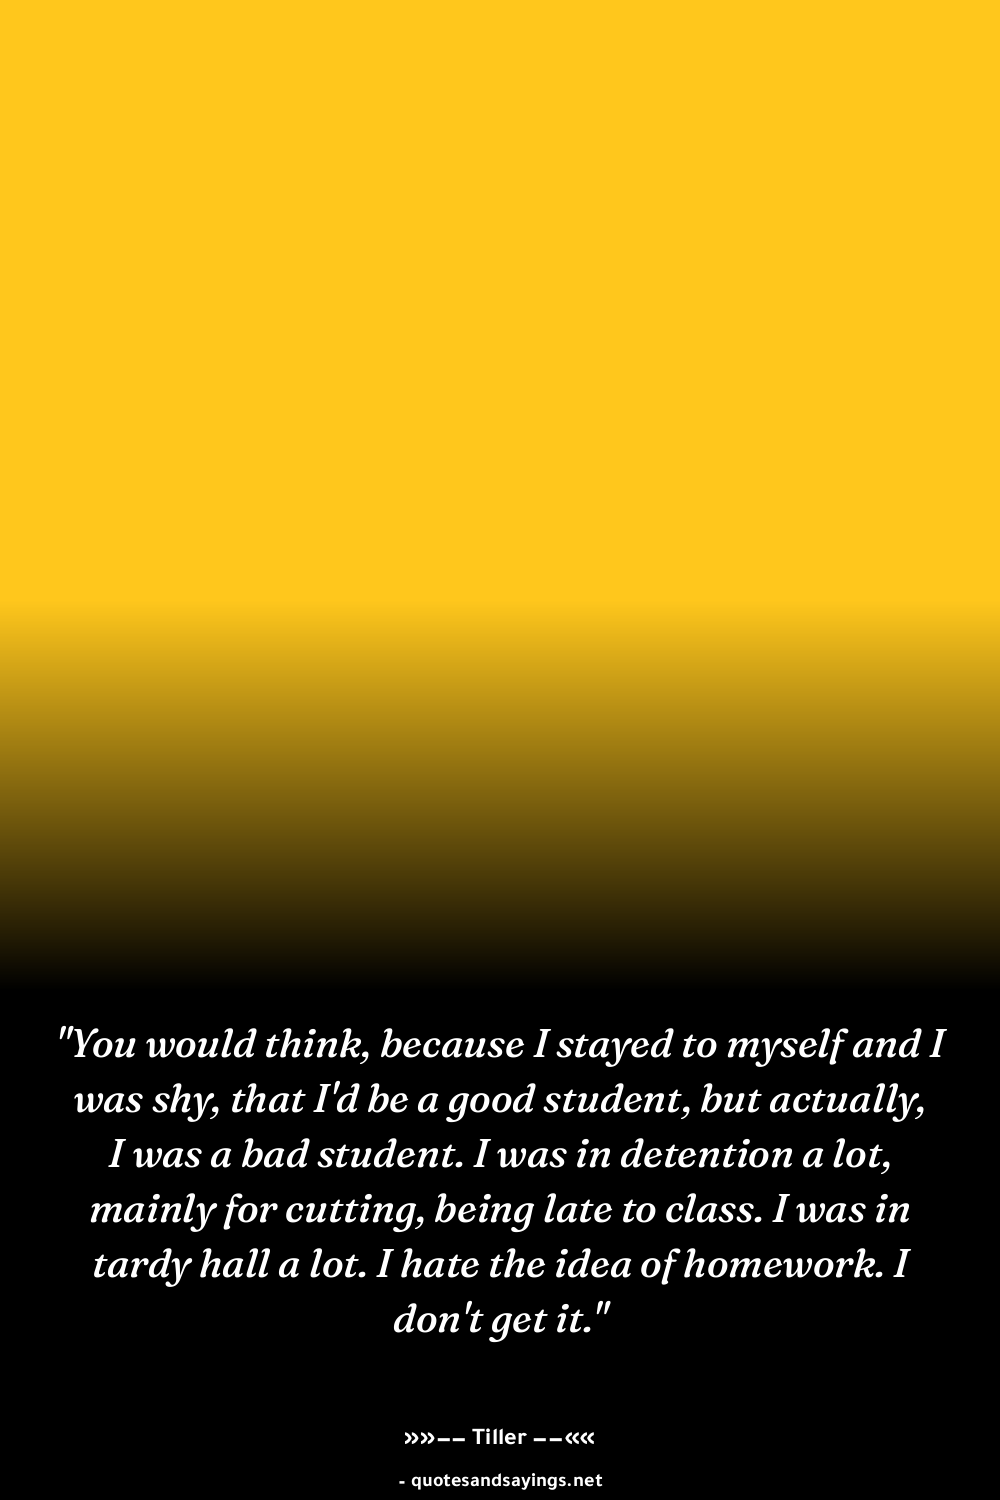 "You would think, because I stayed to myself and I
was shy, that I'd be a good student, but actually,
I was a bad student. I was in detention a lot,
mainly for cutting, being late to class. I was in
tardy hall a lot. I hate the idea of homework. I
don't get it."
»»–– Tiller ––««
- quotesandsayings.net